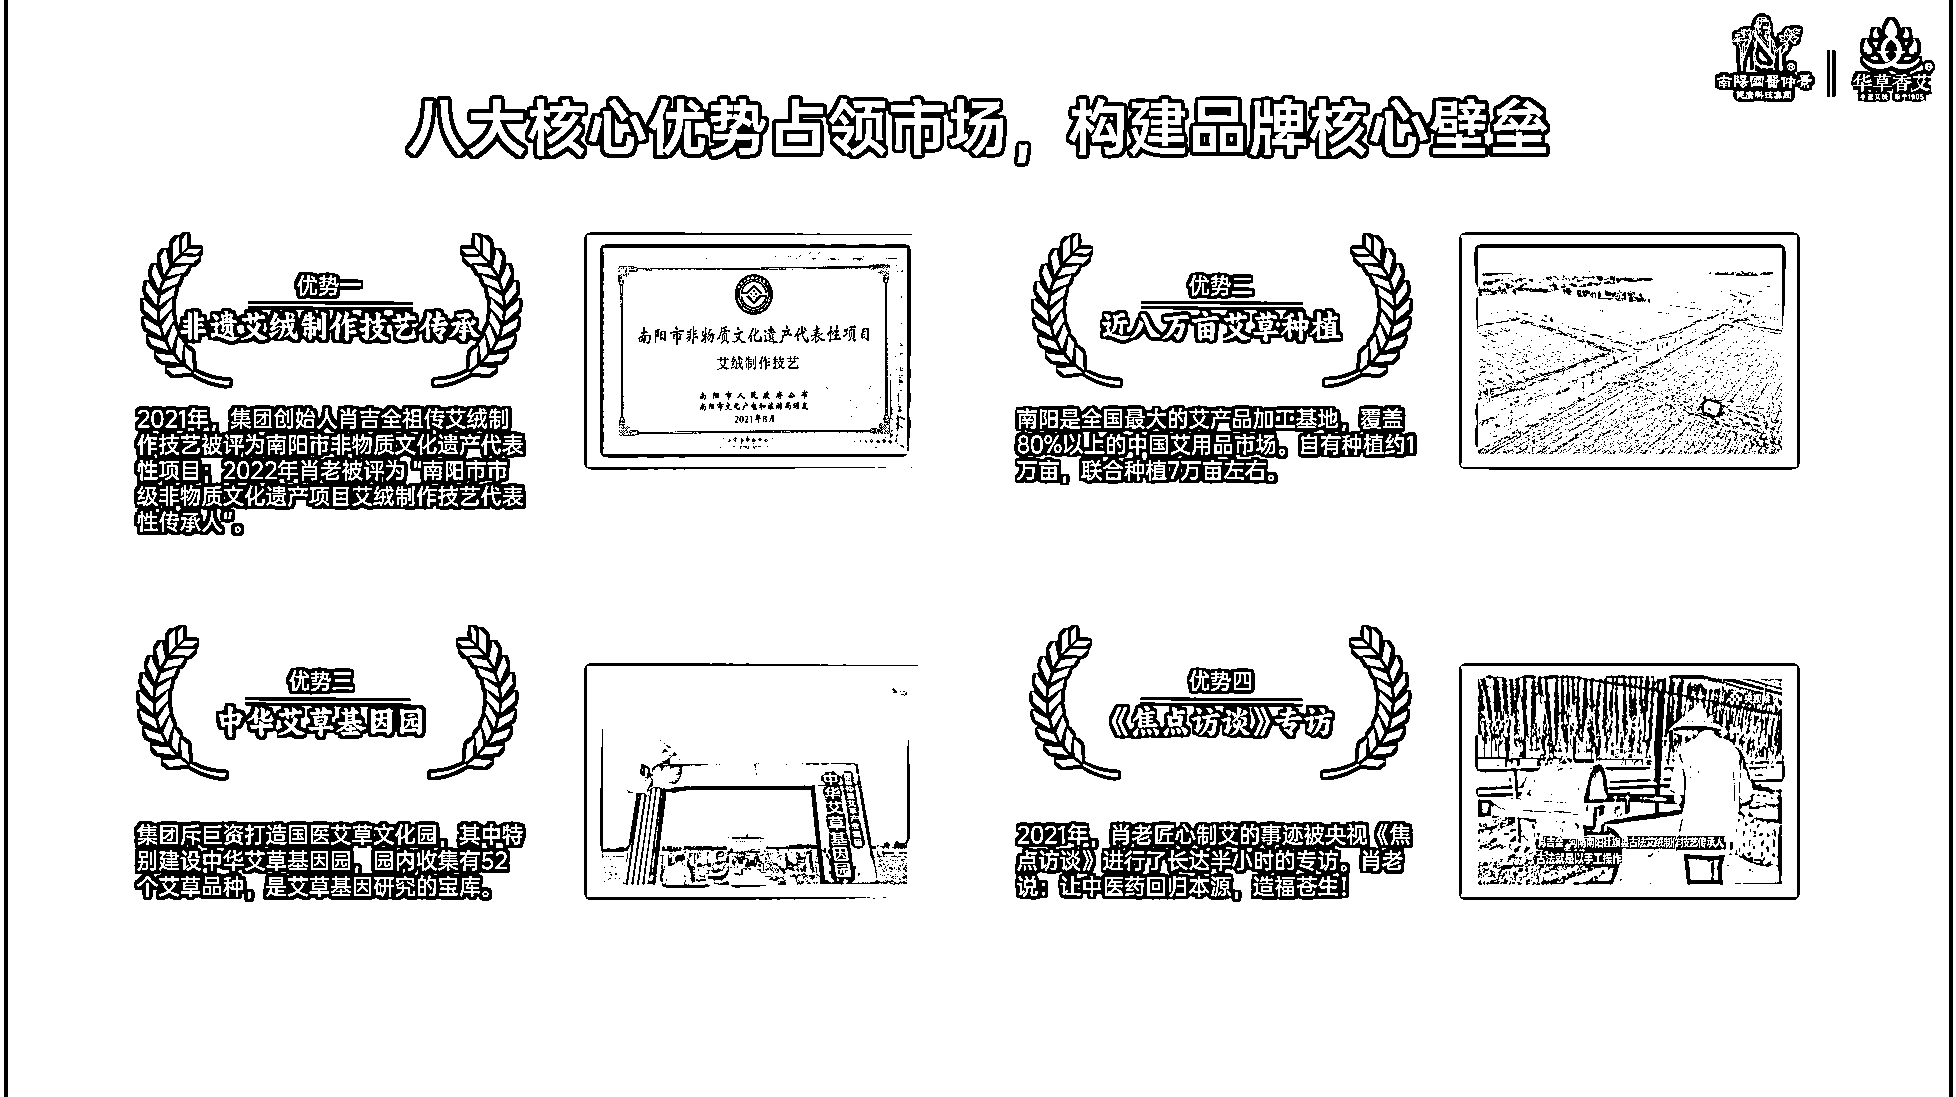 南陽國醫仲景
华草香艾
八大核心优势占领市场，构建品牌核心壁垒
优势一
非遗艾绒制作技艺传承
2021年，集团创始人肖吉全祖传艾绒制
作技艺被评为南阳市非物质文化遗产代表
性项目；2022年肖老被评为“南阳市市
级非物质文化遗产项目艾绒制作技艺代表
性传承人“。
南阳市非物质文化遗产代表性项目
艾绒制作技艺
南阳市人民政府公布
2021年8月
优势二
近八万亩艾草种植
南阳是全国最大的艾产品加工基地，覆盖
80%以上的中国艾用品市场。自有种植约1
万亩，联合种植7万亩左右。
优势三
中华艾草基因园
集团斥巨资打造国医艾草文化园，其中特
别建设中华艾草基因园，园内收集有52
个艾草品种，是艾草基因研究的宝库。
中华艾草基因园
优势四
《焦点访谈》专访
2021年，肖老匠心制艾的事迹被央视《焦
点访谈》进行了长达半小时的专访。肖老
说：让中医药回归本源，造福苍生！
古法就是以手工操作